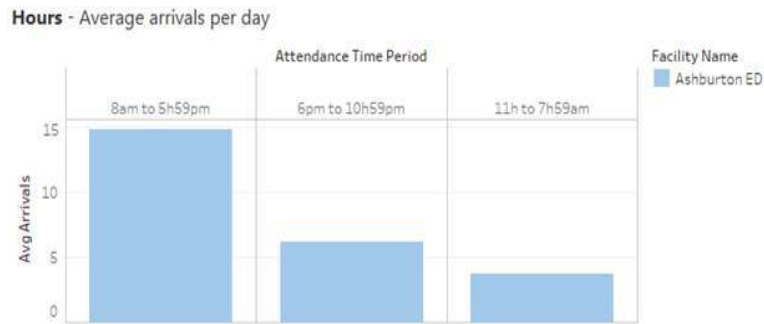 Hours - Average arrivals per day
Attendance Time Period
Facility Name
Ashburton ED
8am to 5h59pm
6pm to 10h59pm
11h to 7h59am
15
10
5
0
Avg Arrivals